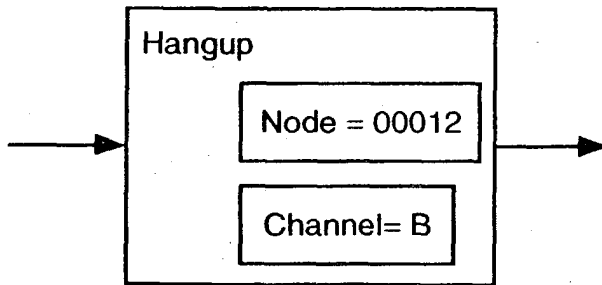 Hangup
Node = 00012
Channel= B